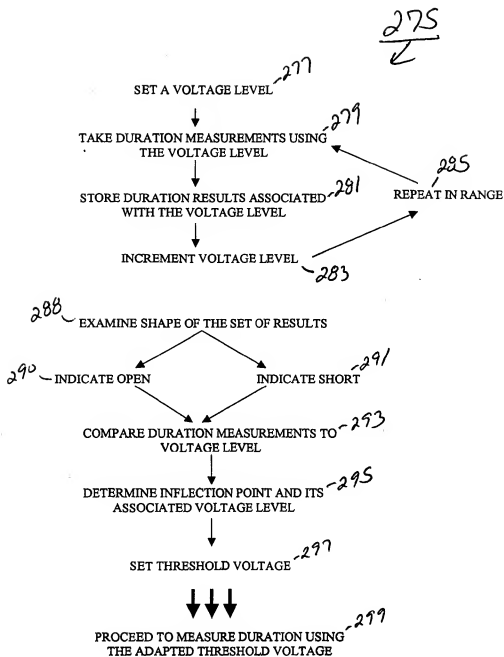 275
SET A VOLTAGE LEVEL 277
TAKE DURATION MEASUREMENTS USING 279
THE VOLTAGE LEVEL
285
REPEAT IN RANGE
STORE DURATION RESULTS ASSOCIATED 281
WITH THE VOLTAGE LEVEL
INCREMENT VOLTAGE LEVEL 283
288 EXAMINE SHAPE OF THE SET OF RESULTS
290 INDICATE OPEN
INDICATE SHORT 291
COMPARE DURATION MEASUREMENTS TO 293
VOLTAGE LEVEL
DETERMINE INFLECTION POINT AND ITS 295
ASSOCIATED VOLTAGE LEVEL
SET THRESHOLD VOLTAGE 297
PROCEED TO MEASURE DURATION USING 299
THE ADAPTED THRESHOLD VOLTAGE